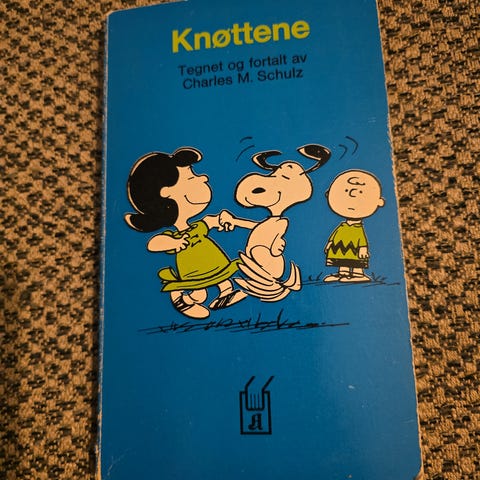 Knøttene
Tegnet og fortalt av
Charles M. Schulz
A